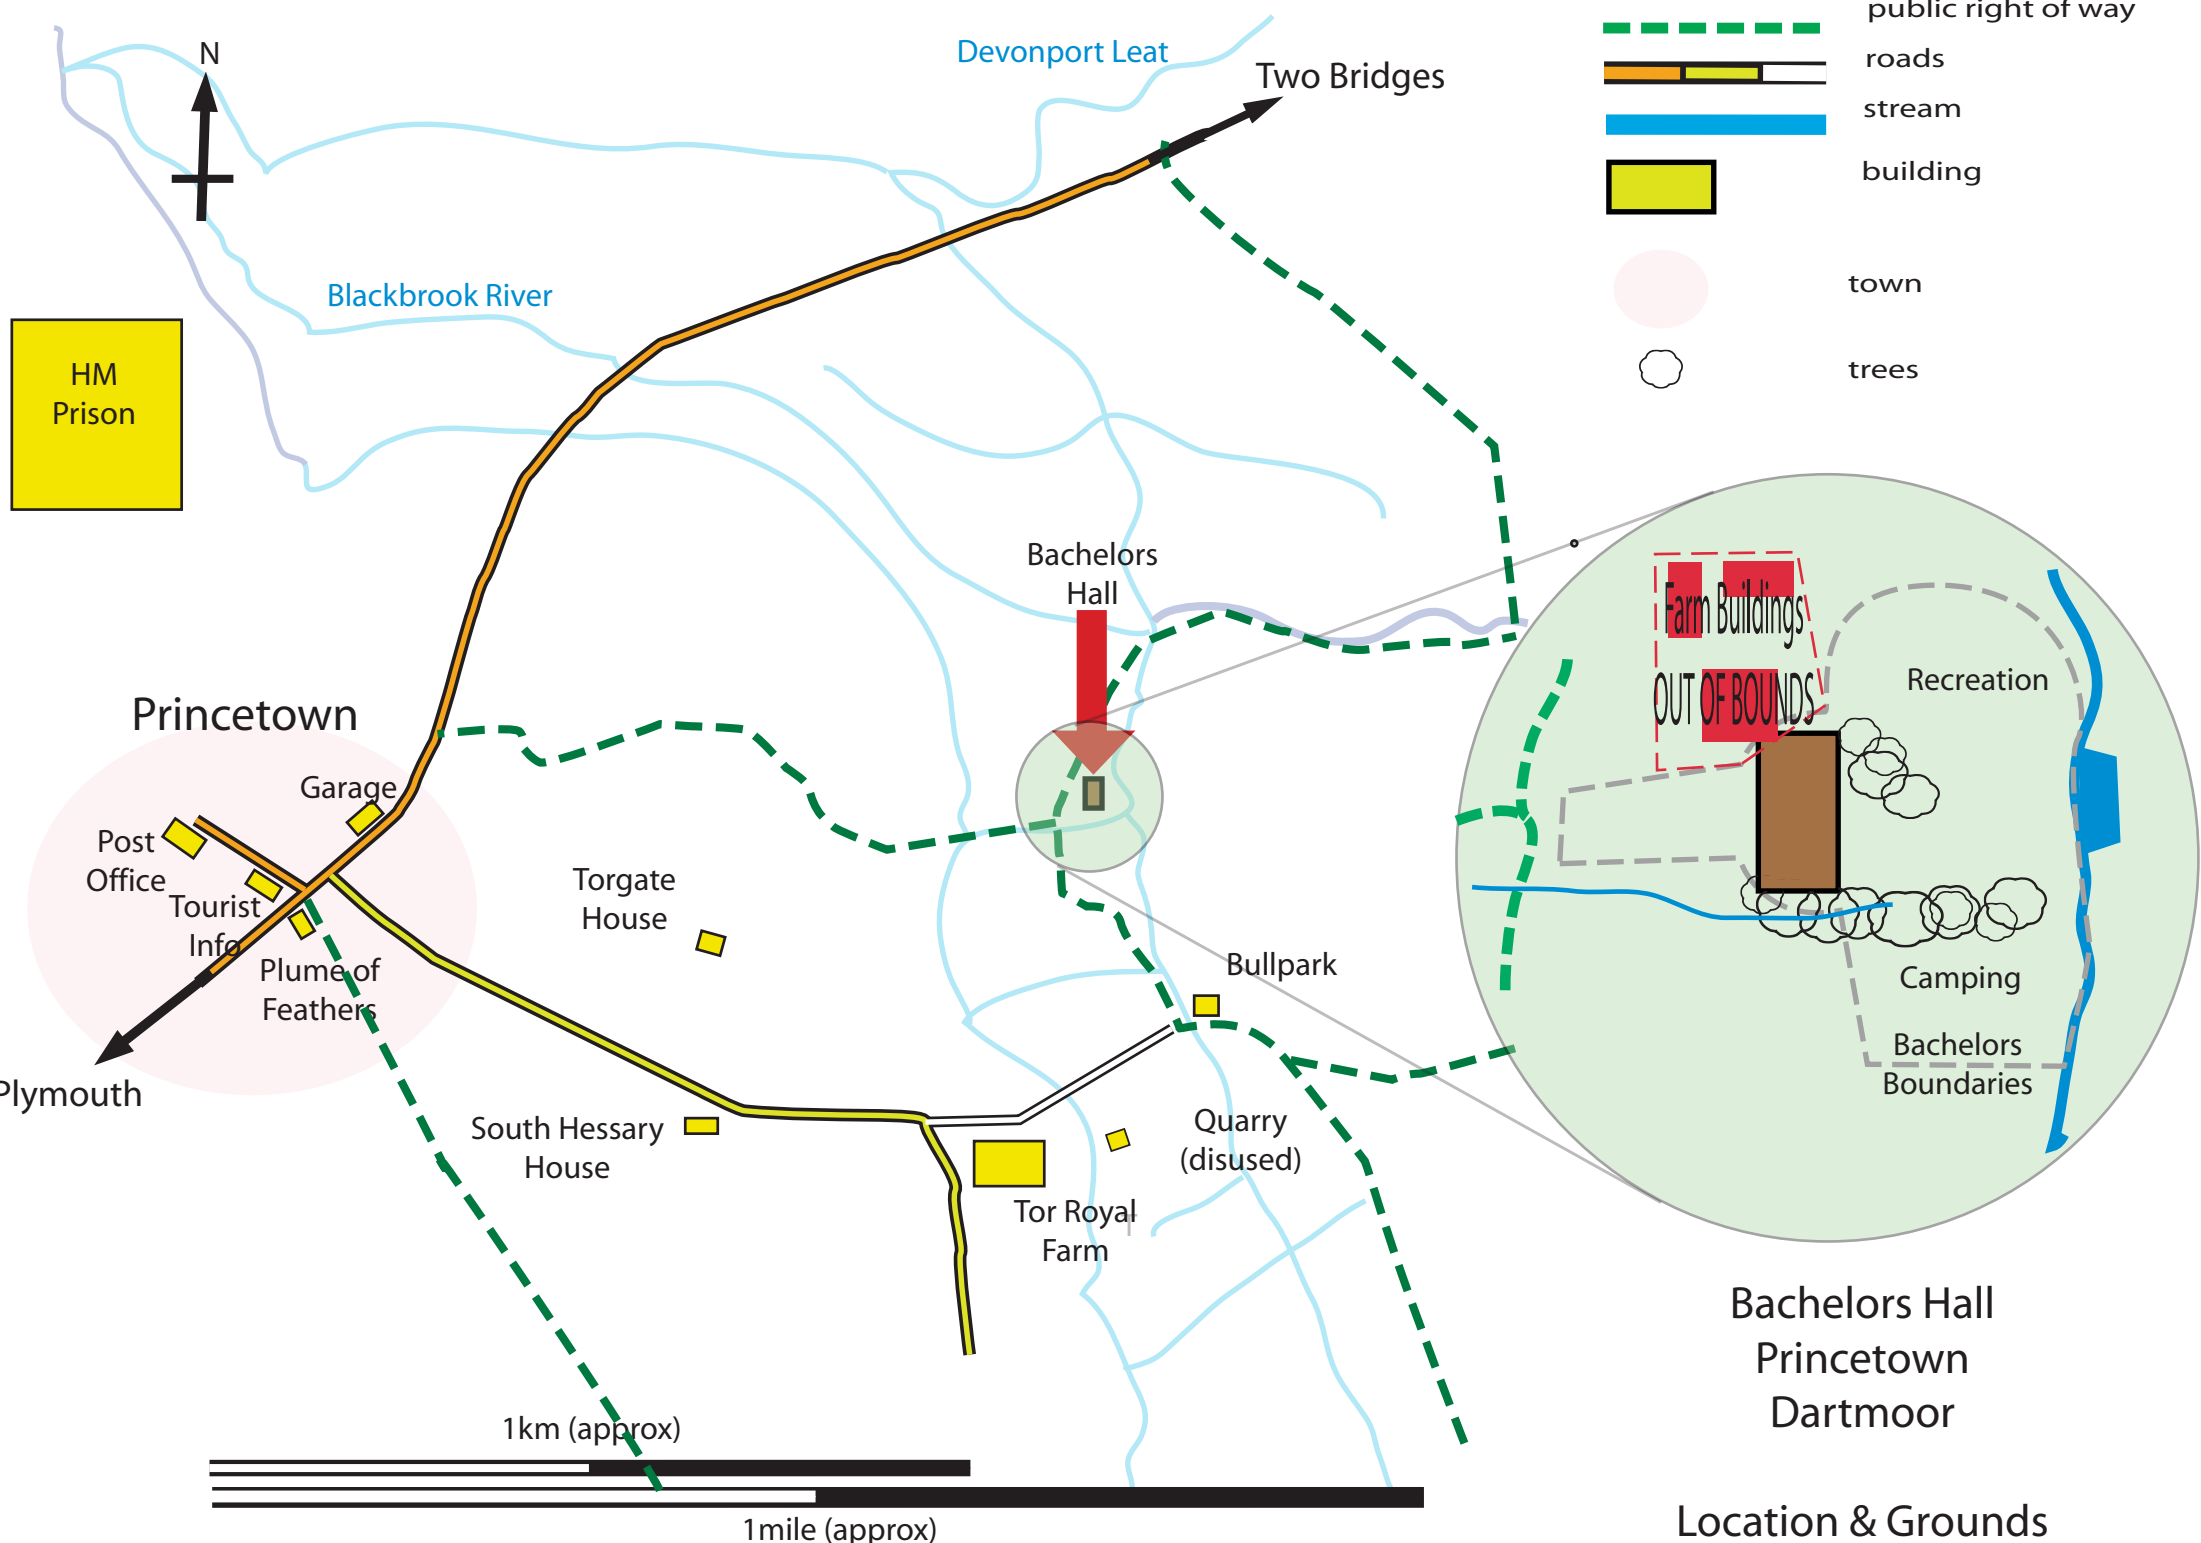 public right of way
N
Devonport Leat
Two Bridges
roads
stream
building
Blackbrook River
town
HM
Prison
trees
Bachelors
Hall
Farm Buildings
OUT OF BOUNDS
Recreation
Princetown
Garage
Post
Office
Tourist
Info
Plume of
Feathers
Torgate
House
Bullpark
Camping
Bachelors
Boundaries
Plymouth
South Hessary
House
Quarry
(disused)
Tor Royal
Farm
Bachelors Hall
Princetown
Dartmoor
1km (approx)
1mile (approx)
Location & Grounds